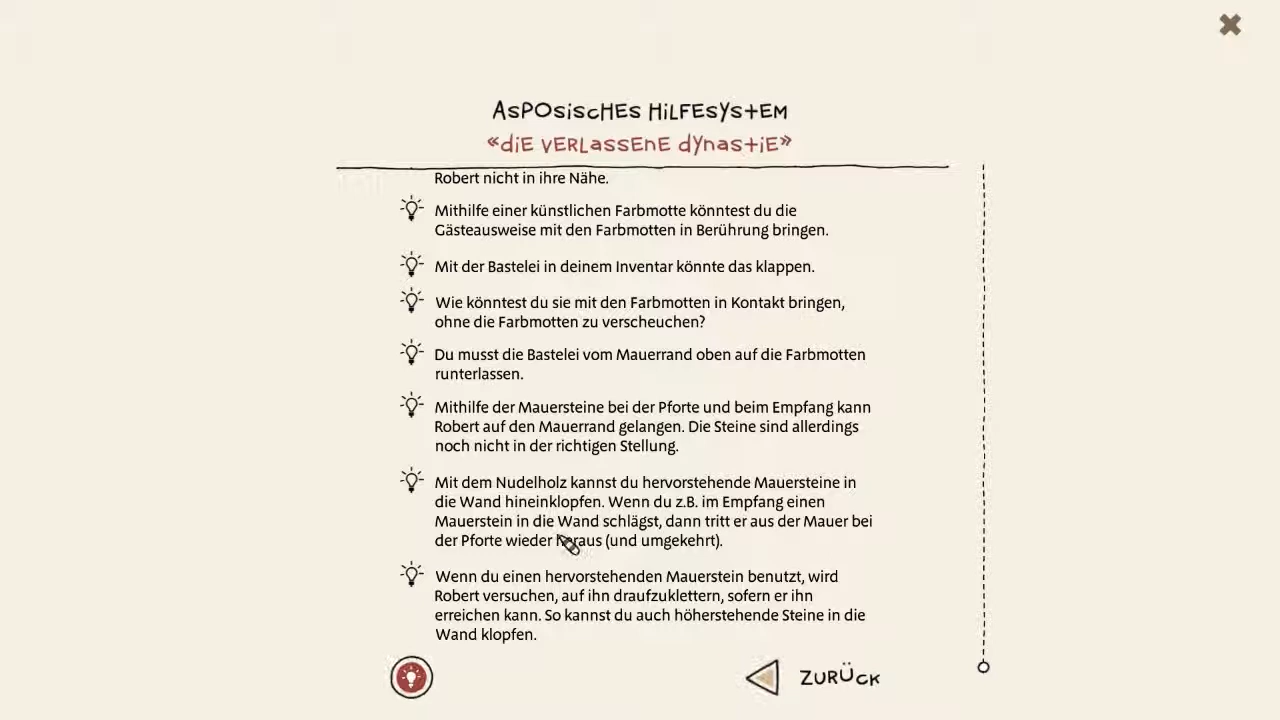 ASPOSISCHES HILFESYSTEM
«DIE VERLASSENE DYNASTIE»
Robert nicht in ihre Nähe.
Mithilfe einer künstlichen Farbmotte könntest du die
Gästeausweise mit den Farbmotten in Berührung bringen.
Mit der Bastelei in deinem Inventar könnte das klappen.
Wie könntest du sie mit den Farbmotten in Kontakt bringen,
ohne die Farbmotten zu verscheuchen?
Du musst die Bastelei vom Mauerrand oben auf die Farbmotten
runterlassen.
Mithilfe der Mauersteine bei der Pforte und beim Empfang kann
Robert auf den Mauerrand gelangen. Die Steine sind allerdings
noch nicht in der richtigen Stellung.
Mit dem Nudelholz kannst du hervorstehende Mauersteine in
die Wand hineinklopfen. Wenn du z.B. im Empfang einen
Mauerstein in die Wand schlägst, dann tritt er aus der Mauer bei
der Pforte wieder heraus (und umgekehrt).
Wenn du einen hervorstehenden Mauerstein benutzt, wird
Robert versuchen, auf ihn draufzuklettern, sofern er ihn
erreichen kann. So kannst du auch höherstehende Steine in die
Wand klopfen.
ZURÜCK